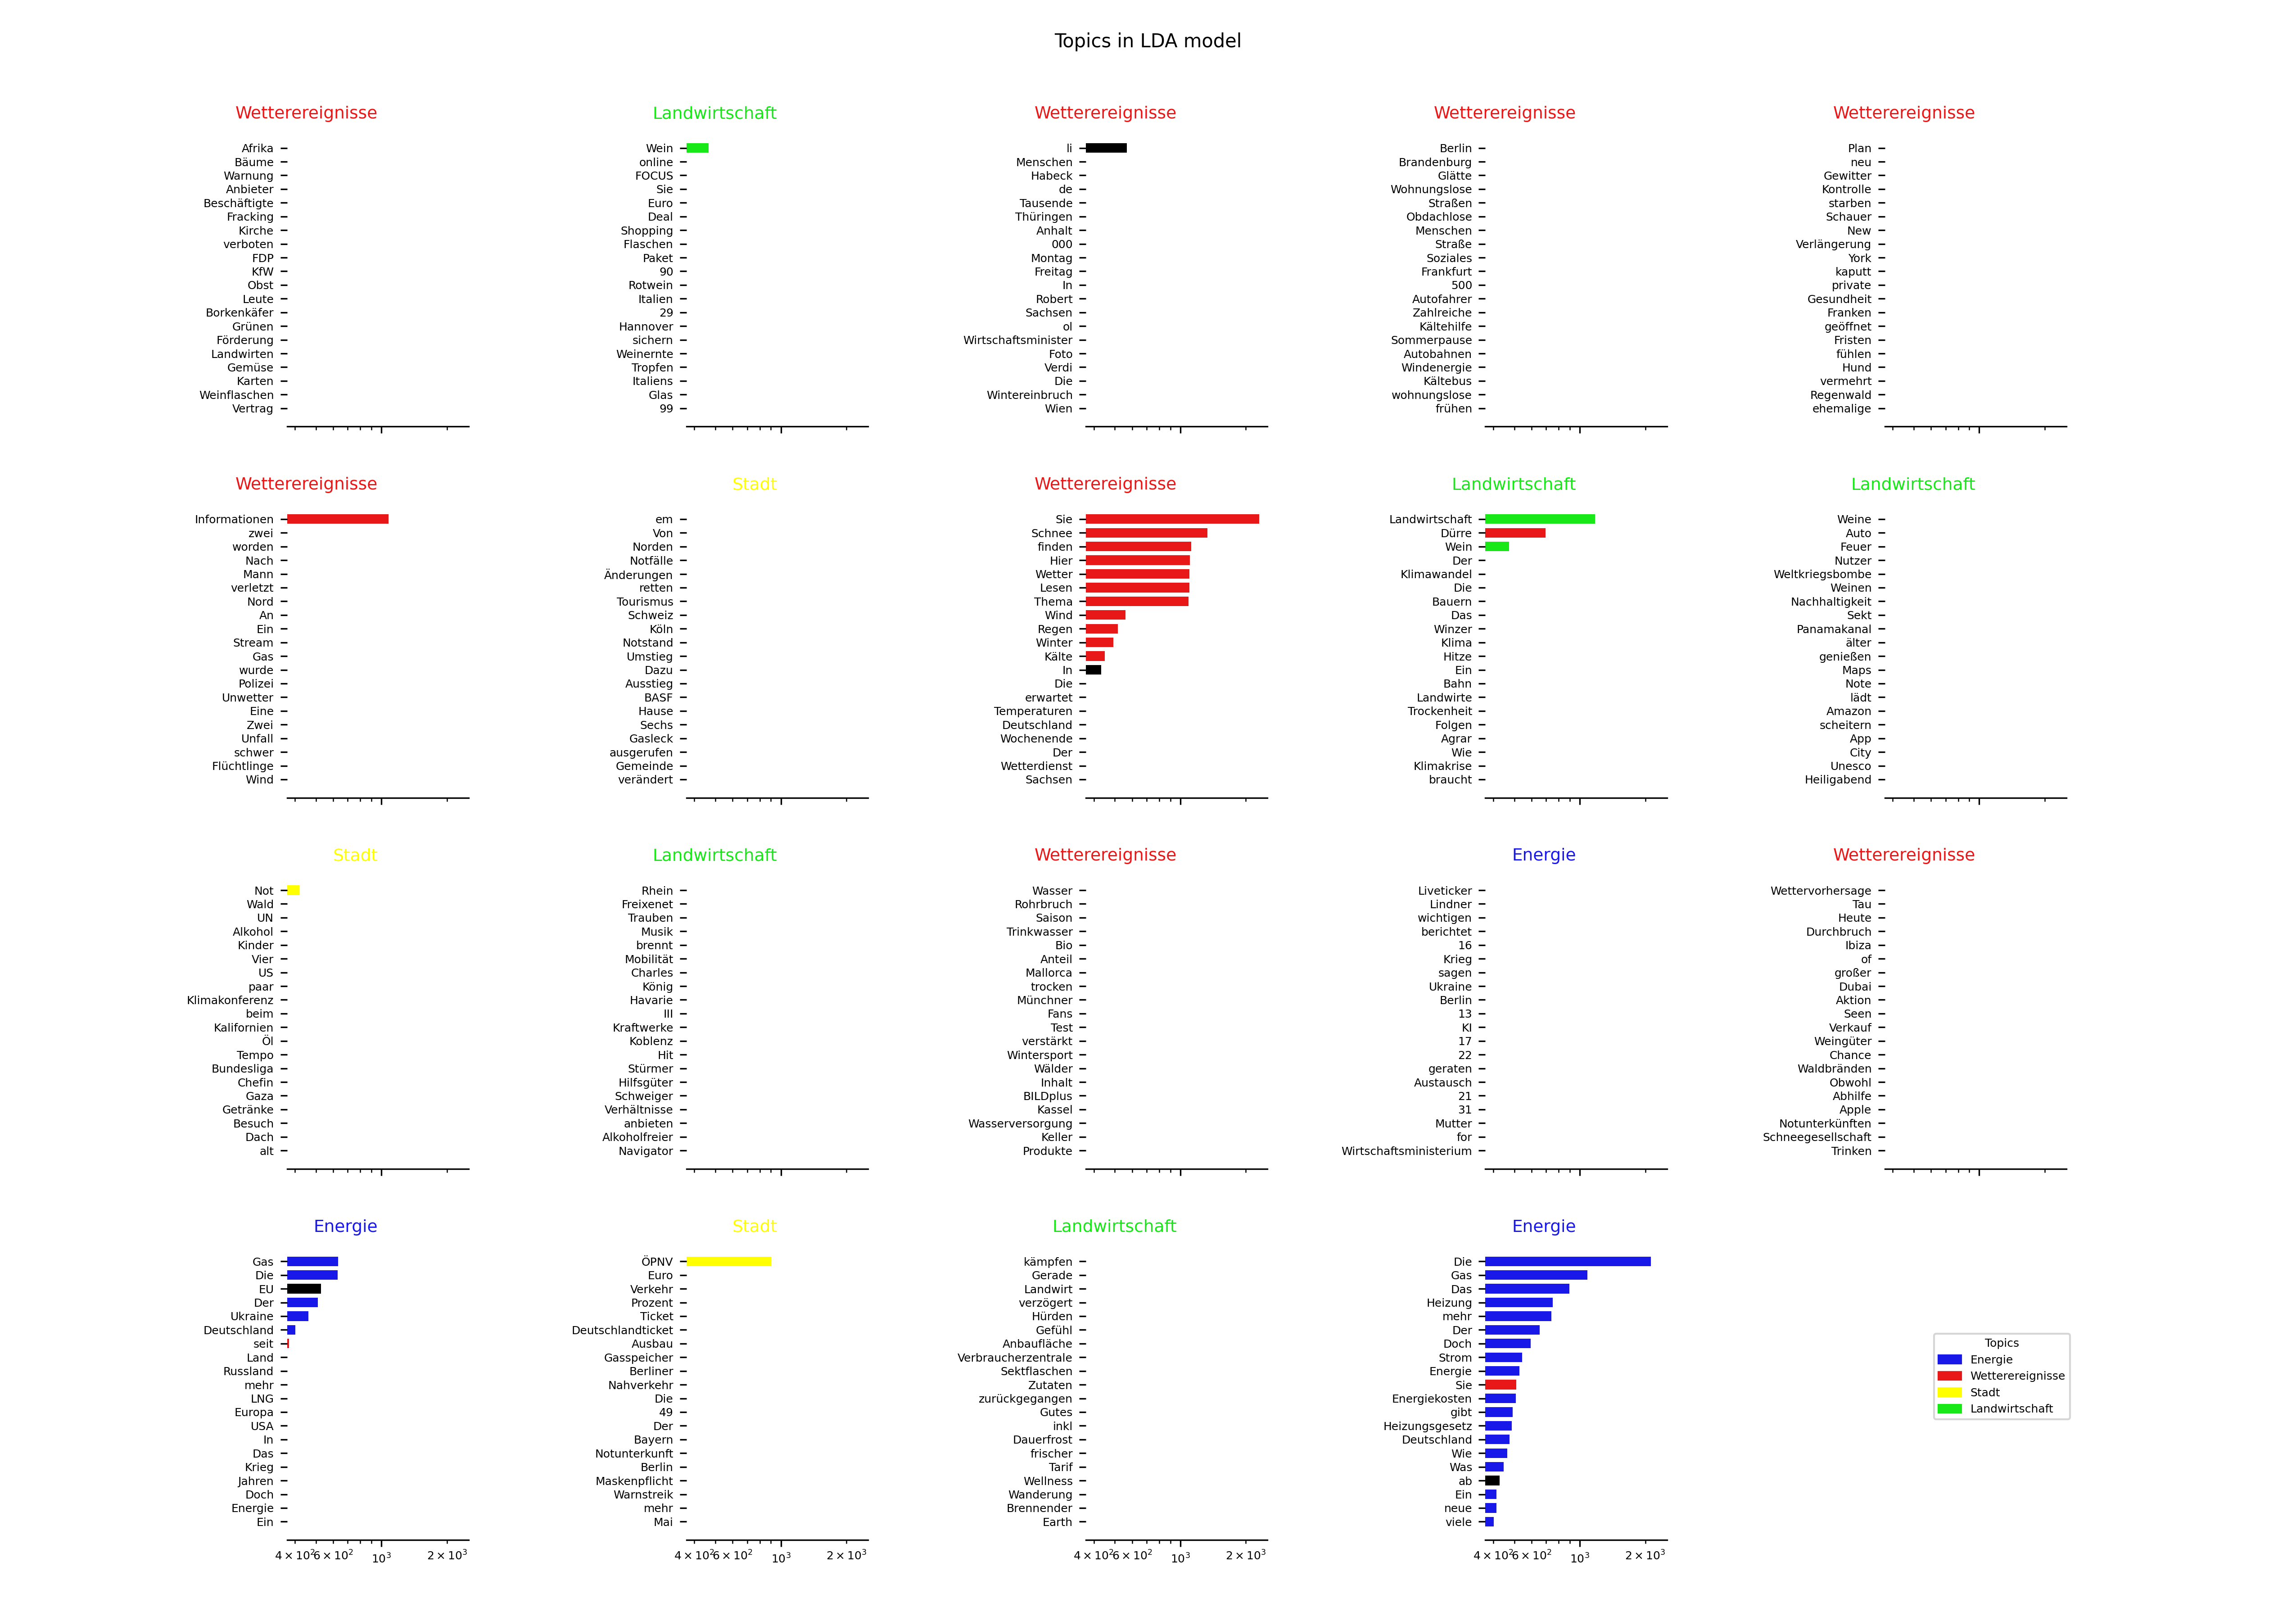 Topics in LDA model
Wetterereignisse
Afrika
Bäume
Warnung
Anbieter
Beschäftigte
Fracking
Kirche
verboten
FDP
KfW
Obst
Leute
Borkenkäfer
Grünen
Förderung
Landwirten
Gemüse
Karten
Weinflaschen
Vertrag
Landwirtschaft
Wein
online
FOCUS
Sie
Euro
Deal
Shopping
Flaschen
Paket
90
Rotwein
Italien
29
Hannover
sichern
Weinernte
Tropfen
Italiens
Glas
99
Wetterereignisse
li
Menschen
Habeck
de
Tausende
Thüringen
Anhalt
000
Montag
Freitag
In
Robert
Sachsen
ol
Wirtschaftsminister
Foto
Verdi
Die
Wintereinbruch
Wien
Wetterereignisse
Berlin
Brandenburg
Glätte
Wohnungslose
Straßen
Obdachlose
Menschen
Straße
Soziales
Frankfurt
500
Autofahrer
Zahlreiche
Kältehilfe
Sommerpause
Autobahnen
Windenergie
Kältebus
wohnungslose
frühen
Wetterereignisse
Plan
neu
Gewitter
Kontrolle
starben
Schauer
New
Verlängerung
York
kaputt
private
Gesundheit
Franken
geöffnet
Fristen
fühlen
Hund
vermehrt
Regenwald
ehemalige
Wetterereignisse
Informationen
zwei
worden
Nach
Mann
verletzt
Nord
An
Ein
Stream
Gas
wurde
Polizei
Unwetter
Eine
Zwei
Unfall
schwer
Flüchtlinge
Wind
Stadt
em
Von
Norden
Notfälle
Änderungen
retten
Tourismus
Schweiz
Köln
Notstand
Umstieg
Dazu
Ausstieg
BASF
Hause
Sechs
Gasleck
ausgerufen
Gemeinde
verändert
Wetterereignisse
Sie
Schnee
finden
Hier
Wetter
Lesen
Thema
Wind
Regen
Winter
Kälte
In
Die
erwartet
Temperaturen
Deutschland
Wochenende
Der
Wetterdienst
Sachsen
Landwirtschaft
Landwirtschaft
Dürre
Wein
Der
Klimawandel
Die
Bauern
Das
Winzer
Klima
Hitze
Ein
Bahn
Landwirte
Trockenheit
Folgen
Agrar
Wie
Klimakrise
braucht
Landwirtschaft
Weine
Auto
Feuer
Nutzer
Weltkriegsbombe
Weinen
Nachhaltigkeit
Sekt
Panamakanal
älter
genießen
Maps
Note
lädt
Amazon
scheitern
App
City
Unesco
Heiligabend
Stadt
Not
Wald
UN
Alkohol
Kinder
Vier
US
paar
Klimakonferenz
beim
Kalifornien
Öl
Tempo
Bundesliga
Chefin
Gaza
Getränke
Besuch
Dach
alt
Landwirtschaft
Rhein
Freixenet
Trauben
Musik
brennt
Mobilität
Charles
König
Havarie
III
Kraftwerke
Koblenz
Hit
Stürmer
Hilfsgüter
Schweiger
Verhältnisse
anbieten
Alkoholfreier
Navigator
Wetterereignisse
Wasser
Rohrbruch
Saison
Trinkwasser
Bio
Anteil
Mallorca
trocken
Münchner
Fans
Test
verstärkt
Wintersport
Wälder
Inhalt
BILDplus
Kassel
Wasserversorgung
Keller
Produkte
Energie
Liveticker
Lindner
wichtigen
berichtet
16
Krieg
sagen
Ukraine
Berlin
13
KI
17
22
geraten
Austausch
21
31
Mutter
for
Wirtschaftsministerium
Wetterereignisse
Wettervorhersage
Tau
Heute
Durchbruch
Ibiza
of
großer
Dubai
Aktion
Seen
Verkauf
Weingüter
Chance
Waldbränden
Obwohl
Abhilfe
Apple
Notunterkünften
Schneegesellschaft
Trinken
Energie
Gas
Die
EU
Der
Ukraine
Deutschland
seit
Land
Russland
mehr
LNG
Europa
USA
In
Das
Krieg
Jahren
Doch
Energie
Ein
4 × 10² 6 × 10² 10³ 2 × 10³
Stadt
ÖPNV
Euro
Verkehr
Prozent
Ticket
Deutschlandticket
Ausbau
Gasspeicher
Berliner
Nahverkehr
Die
49
Der
Bayern
Notunterkunft
Berlin
Maskenpflicht
Warnstreik
mehr
Mai
4 × 10² 6 × 10² 10³ 2 × 10³
Landwirtschaft
kämpfen
Gerade
Landwirt
verzögert
Hürden
Gefühl
Anbaufläche
Verbraucherzentrale
Sektflaschen
Zutaten
zurückgegangen
Gutes
inkl
Dauerfrost
frischer
Tarif
Wellness
Wanderung
Brennender
Earth
4 × 10² 6 × 10² 10³ 2 × 10³
Energie
Die
Gas
Das
Heizung
mehr
Der
Doch
Strom
Energie
Sie
Energiekosten
gibt
Heizungsgesetz
Deutschland
Wie
Was
ab
Ein
neue
viele
4 × 10² 6 × 10² 10³ 2 × 10³
Topics
Energie
Wetterereignisse
Stadt
Landwirtschaft